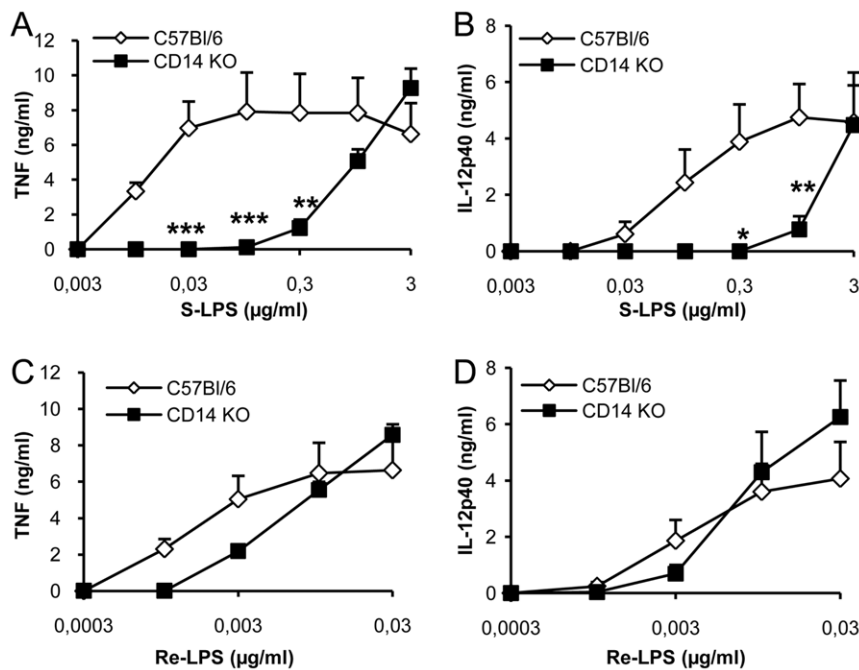 A
C57Bl/6
CD14 KO
TNF (ng/ml)
12
10
8
6
4
2
0
***
***
**
0,003
0,03
0,3
3
S-LPS (µg/ml)
B
C57Bl/6
CD14 KO
IL-12p40 (ng/ml)
8
6
4
2
0
*
**
0,003
0,03
0,3
3
S-LPS (µg/ml)
C
C57Bl/6
CD14 KO
TNF (ng/ml)
12
10
8
6
4
2
0
0,0003
0,003
0,03
Re-LPS (µg/ml)
D
C57Bl/6
CD14 KO
IL-12p40 (ng/ml)
8
6
4
2
0
0,0003
0,003
0,03
Re-LPS (µg/ml)